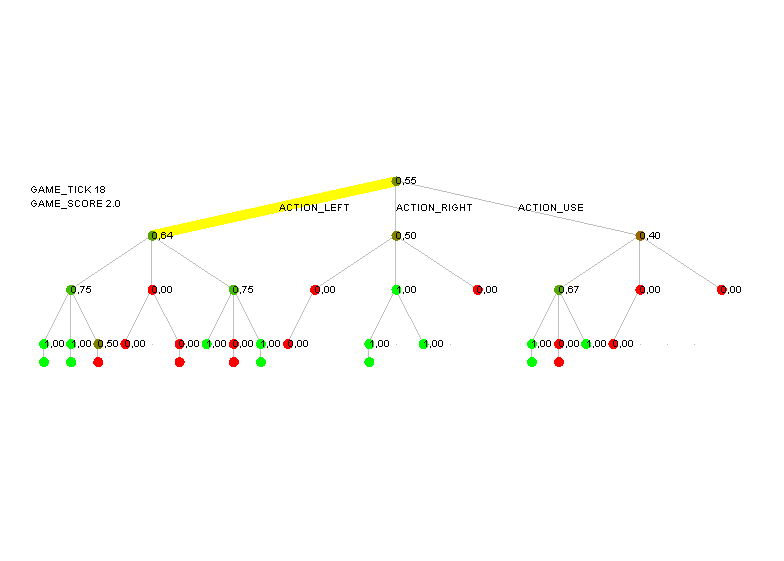 0,55
GAME_TICK 18
GAME_SCORE 2.0
ACTION_LEFT ACTION_RIGHT ACTION_USE
0,64 0,50 0,40
0,75 0,00 0,75 0,00 1,00 0,00 0,67 0,00 0,00
1,00 1,00 0,50 0,00 0,00 1,00 0,00 1,00 0,00 1,00 1,00 1,00 0,00 1,00 0,00